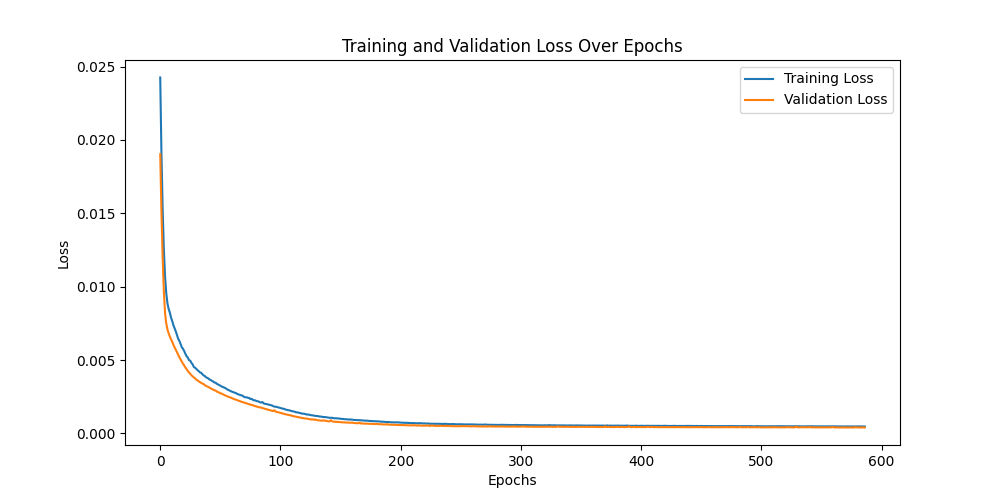 Training and Validation Loss Over Epochs
Training Loss
Validation Loss
0.025
0.020
0.015
0.010
0.005
0.000
Loss
0 100 200 300 400 500 600
Epochs